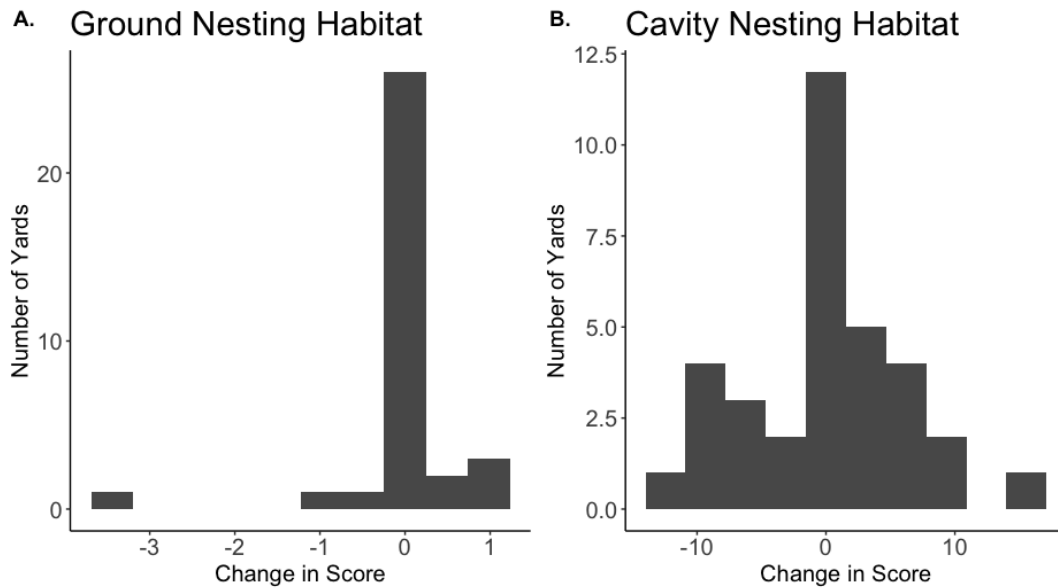 A. Ground Nesting Habitat
Number of Yards
20
10
0
-3 -2 -1 0 1
Change in Score
B. Cavity Nesting Habitat
Number of Yards
12.5
10.0
7.5
5.0
2.5
0.0
-10 0 10
Change in Score